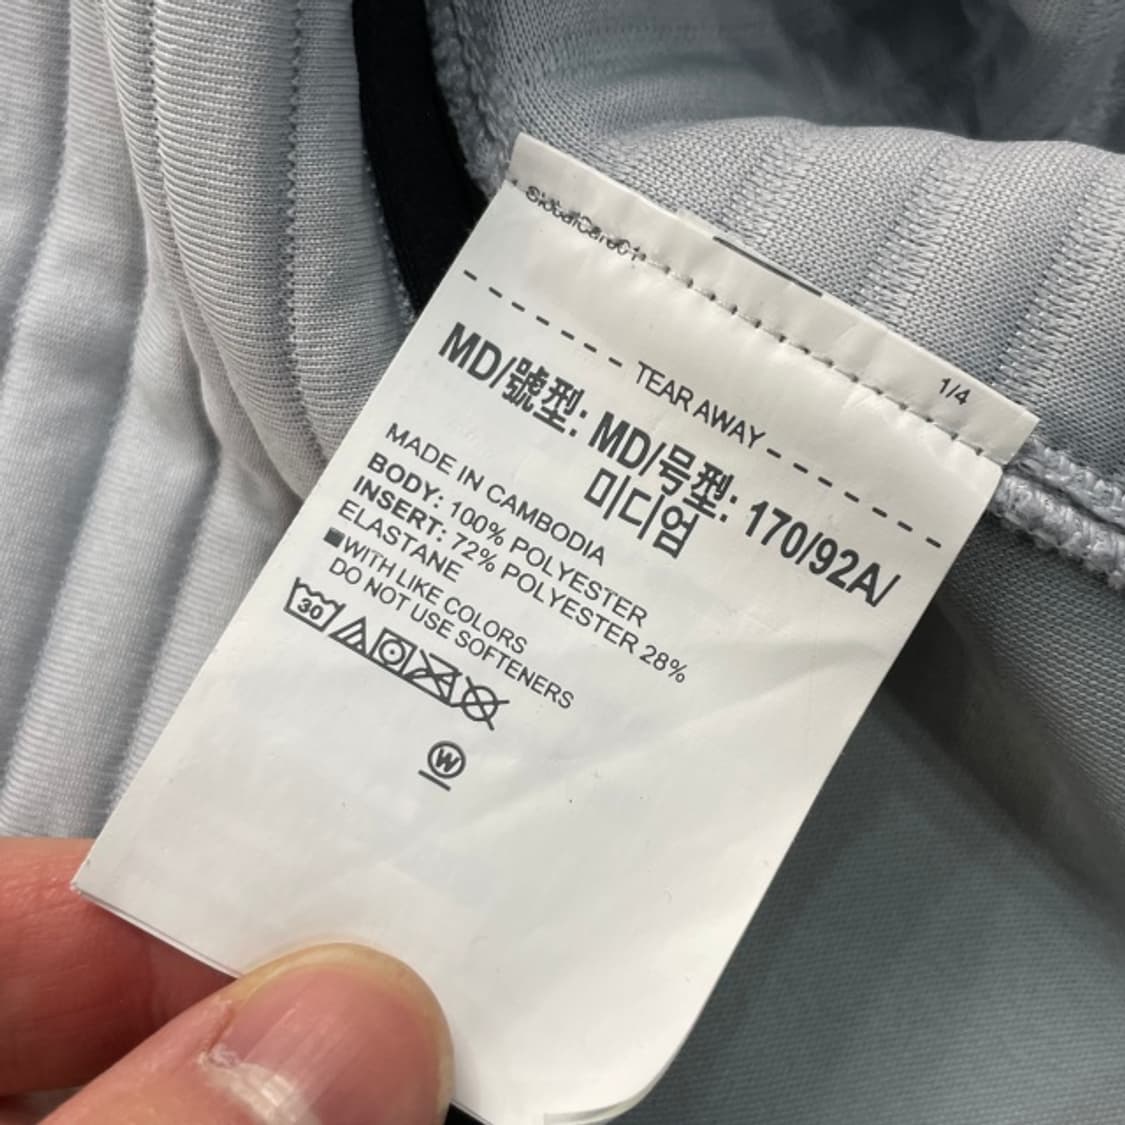 GlobalCare01
1/4
TEAR AWAY
MD/號型: MD/号型: 170/92A/
미디엄
MADE IN CAMBODIA
BODY: 100% POLYESTER
INSERT: 72% POLYESTER 28%
ELASTANE
■WITH LIKE COLORS
DO NOT USE SOFTENERS
30
W